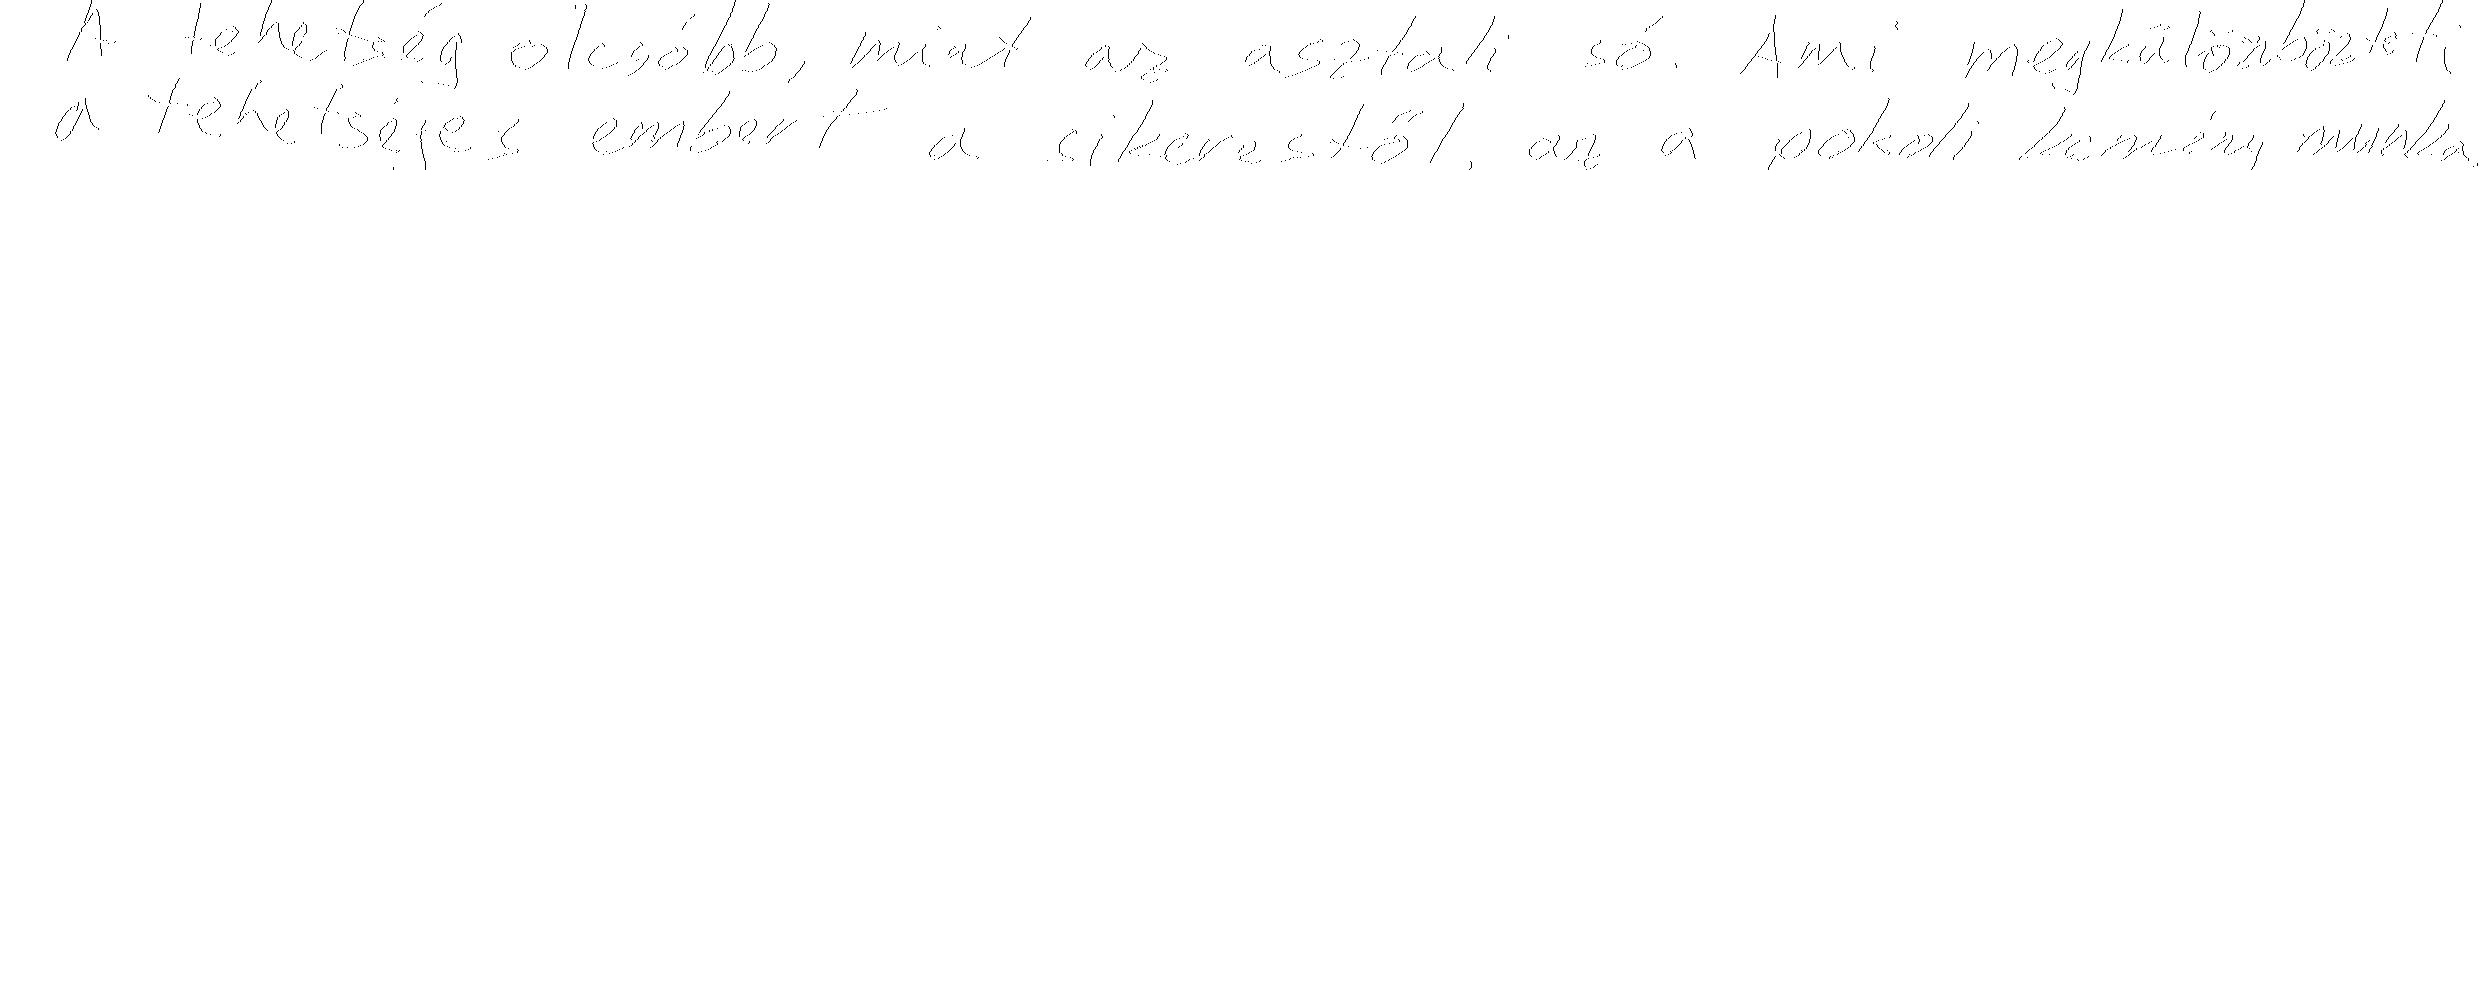 A tehetség olcsóbb, mint az asztali só. Ami megkülönbözteti
a tehetséges embert a sikerestől, az a pokoli kemény munka.